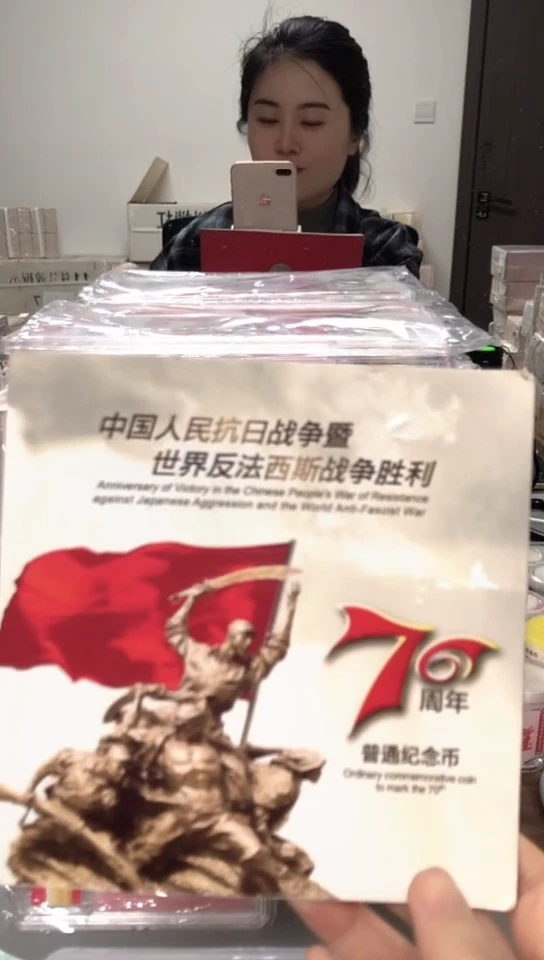 中国人民抗日战争暨
世界反法西斯战争胜利
Anniversary of Victory in the Chinese People's War of Resistance
against Japanese Aggression and the World Anti-Fascist War
70
周年
普通纪念币
Ordinary commemorative coin
to mark the 70th